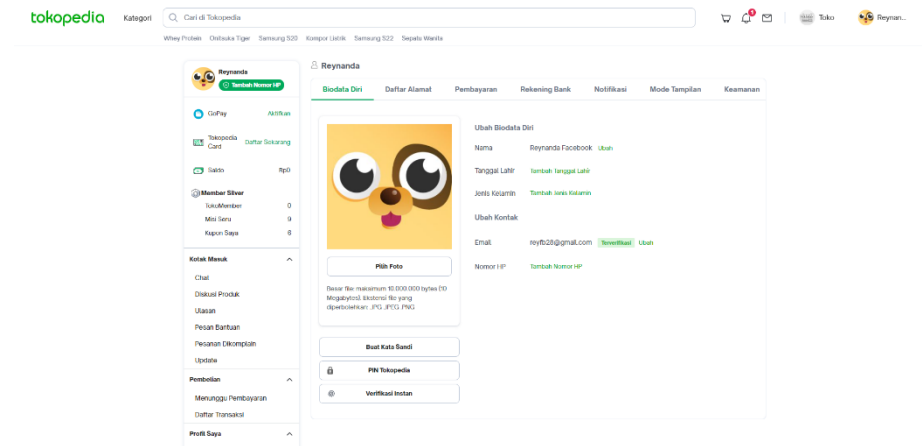 tokopedia Kategori Cari di Tokopedia Toko Reynan...
Whey Protein Onitsuka Tiger Samsung S20 Kompor Listrik Samsung S22 Sepatu Wanita
Reynanda
Tambah Nomor HP
GoPay Aktifkan
Tokopedia Card Daftar Sekarang
Saldo Rp0
Member Silver
TokoMember 0
Misi Seru 9
Kupon Saya 6
Kotak Masuk
Chat
Diskusi Produk
Ulasan
Pesan Bantuan
Pesanan Dikomplain
Update
Pembelian
Menunggu Pembayaran
Daftar Transaksi
Profil Saya
Reynanda
Biodata Diri Daftar Alamat Pembayaran Rekening Bank Notifikasi Mode Tampilan Keamanan
Pilih Foto
Besar file: maksimum 10.000.000 bytes (10
Megabytes). Ekstensi file yang
diperbolehkan: .JPG .JPEG .PNG
Buat Kata Sandi
PIN Tokopedia
Verifikasi Instan
Ubah Biodata Diri
Nama Reynanda Facebook Ubah
Tanggal Lahir Tambah Tanggal Lahir
Jenis Kelamin Tambah Jenis Kelamin
Ubah Kontak
Email reyfb28@gmail.com Terverifikasi Ubah
Nomor HP Tambah Nomor HP